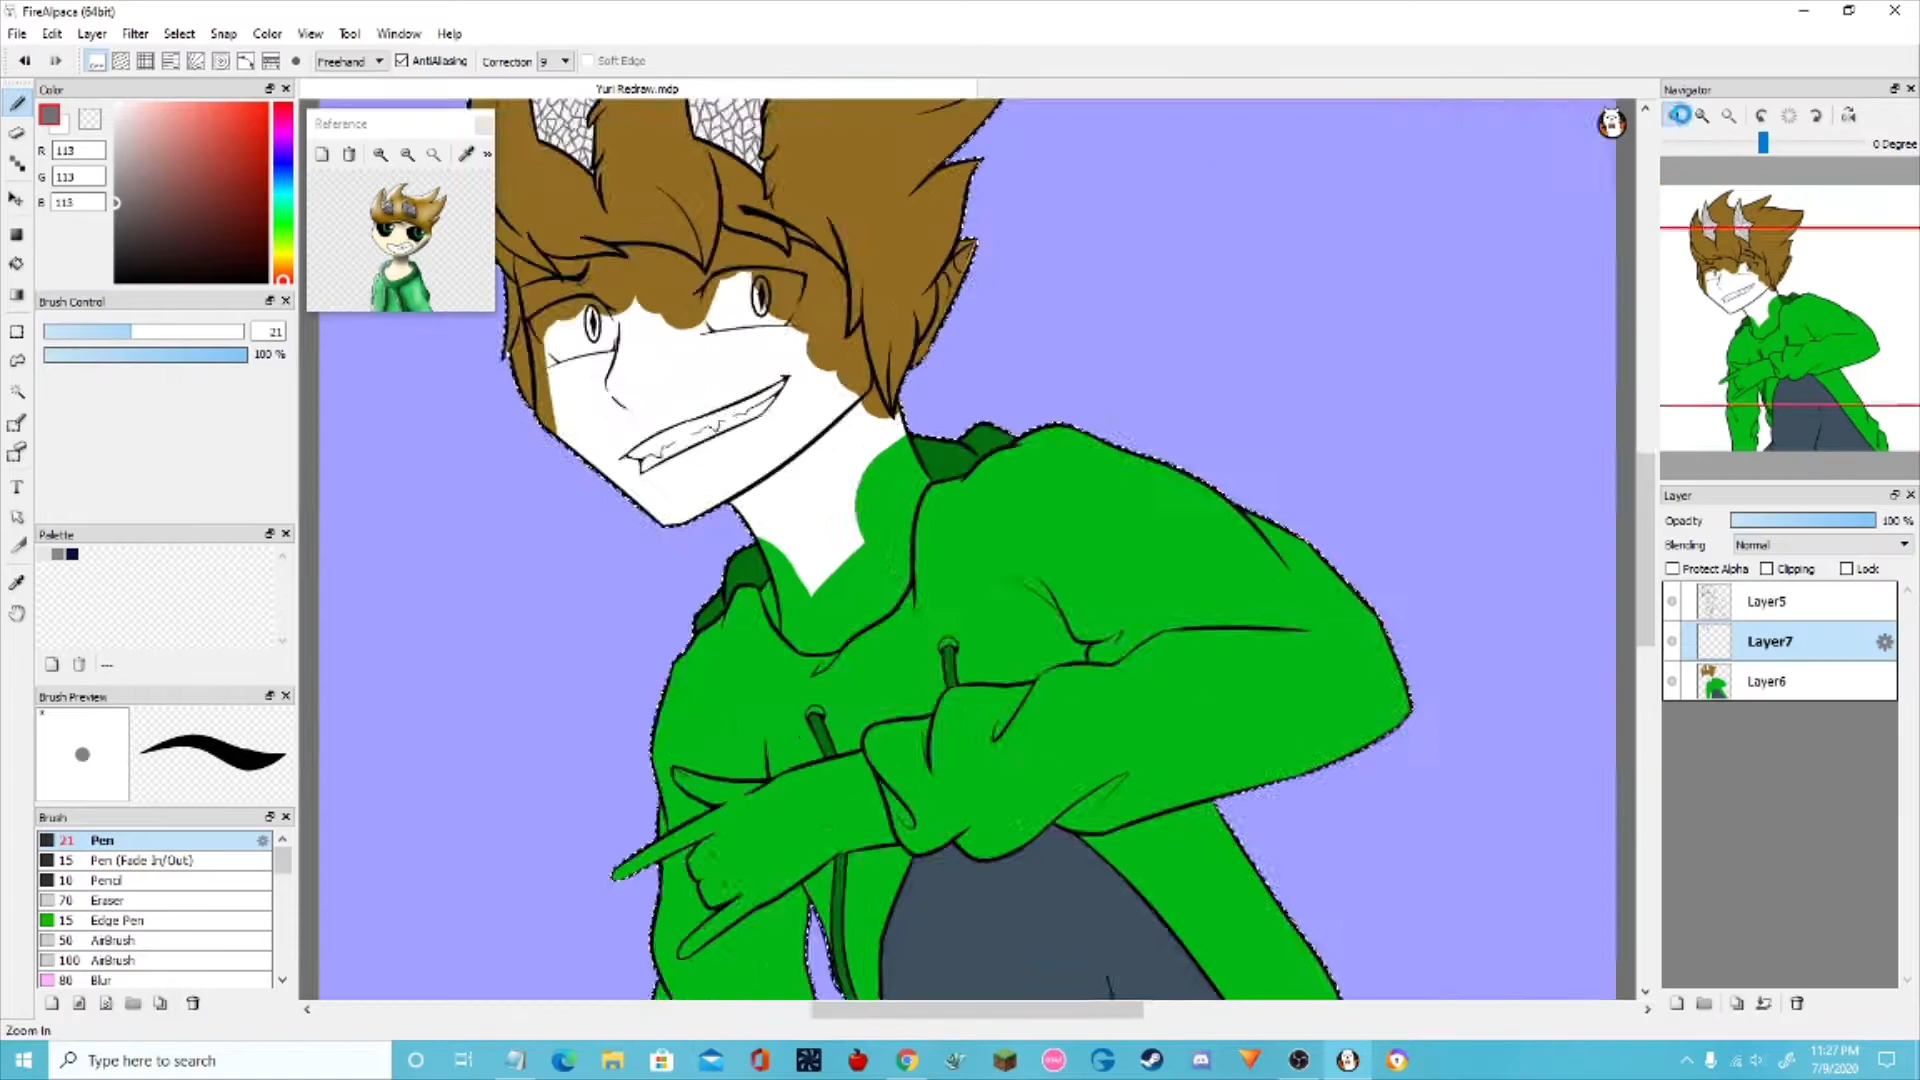 FireAlpaca (64bit)
File Edit Layer Filter Select Snap Color View Tool Window Help
Freehand AntiAliasing Correction 9 Soft Edge
Color
Yuri Redraw.mdp
Navigator
Reference
0 Degree
R 113
G 113
B 113
Brush Control
21
100 %
Layer
Opacity 100 %
Blending Normal
Protect Alpha Clipping Lock
Layer5
Layer7
Layer6
Palette
---
Brush Preview
*
Brush
21 Pen
15 Pen (Fade In/Out)
10 Pencil
70 Eraser
15 Edge Pen
50 AirBrush
100 AirBrush
80 Blur
Zoom In
Type here to search
11:27 PM
7/9/2020